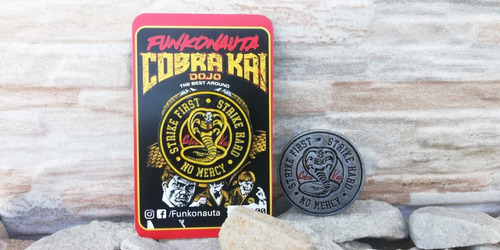 FUNKONAUTA
COBRA KAI
DOJO
THE BEST AROUND
STRIKE FIRST • STRIKE HARD • NO MERCY •
/Funkonauta
STRIKE FIRST • STRIKE HARD • NO MERCY •